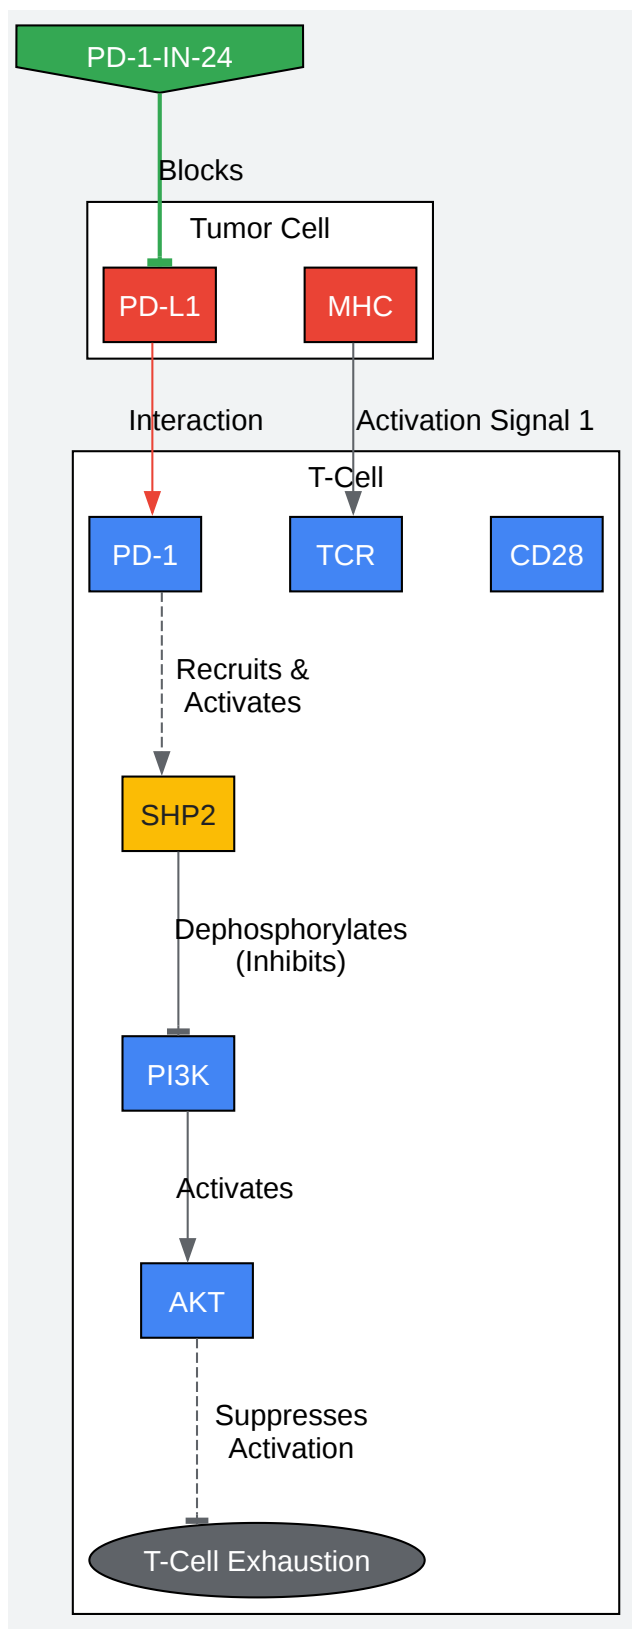 PD-1-IN-24
Blocks
Tumor Cell
PD-L1
MHC
Interaction
Activation Signal 1
T-Cell
PD-1
TCR
CD28
Recruits &
Activates
SHP2
Dephosphorylates
(Inhibits)
PI3K
Activates
AKT
Suppresses
Activation
T-Cell Exhaustion